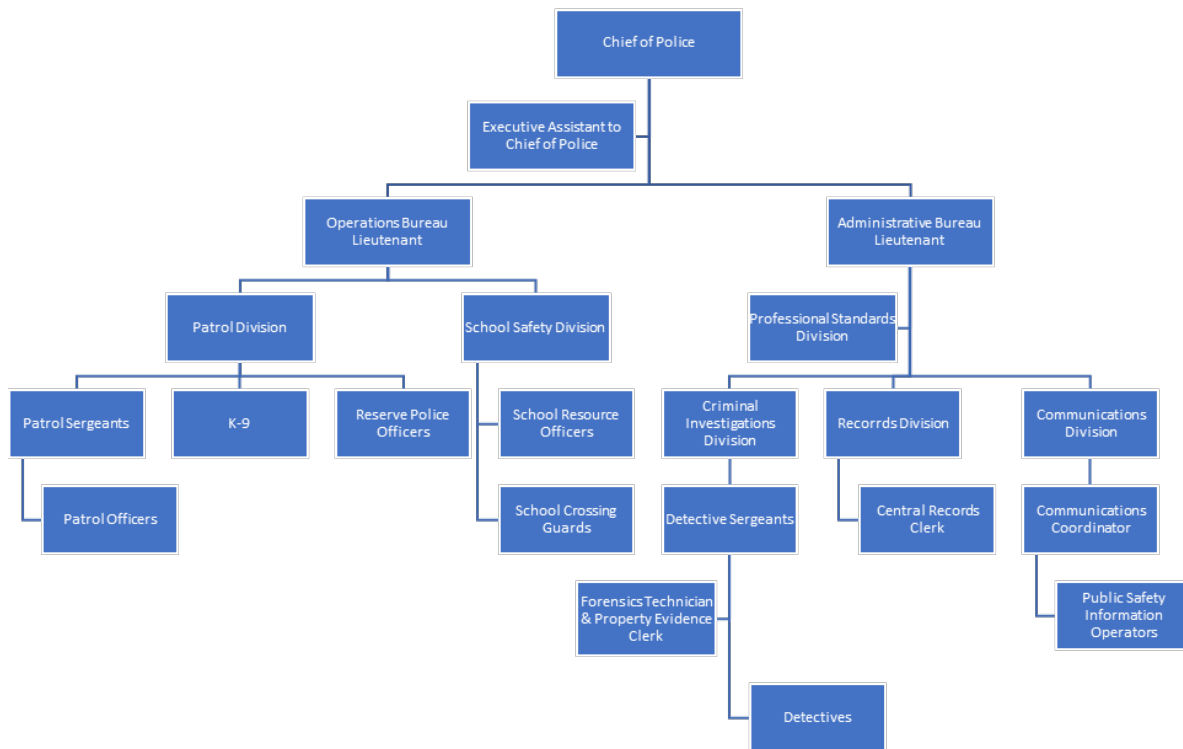 Chief of Police
Executive Assistant to
Chief of Police
Operations Bureau
Lieutenant
Administrative Bureau
Lieutenant
Patrol Division
School Safety Division
Professional Standards
Division
Patrol Sergeants
K-9
Reserve Police
Officers
School Resource
Officers
Criminal
Investigations
Division
Recorrds Division
Communications
Division
Patrol Officers
School Crossing
Guards
Detective Sergeants
Central Records
Clerk
Communications
Coordinator
Forensics Technician
& Property Evidence
Clerk
Public Safety
Information
Operators
Detectives